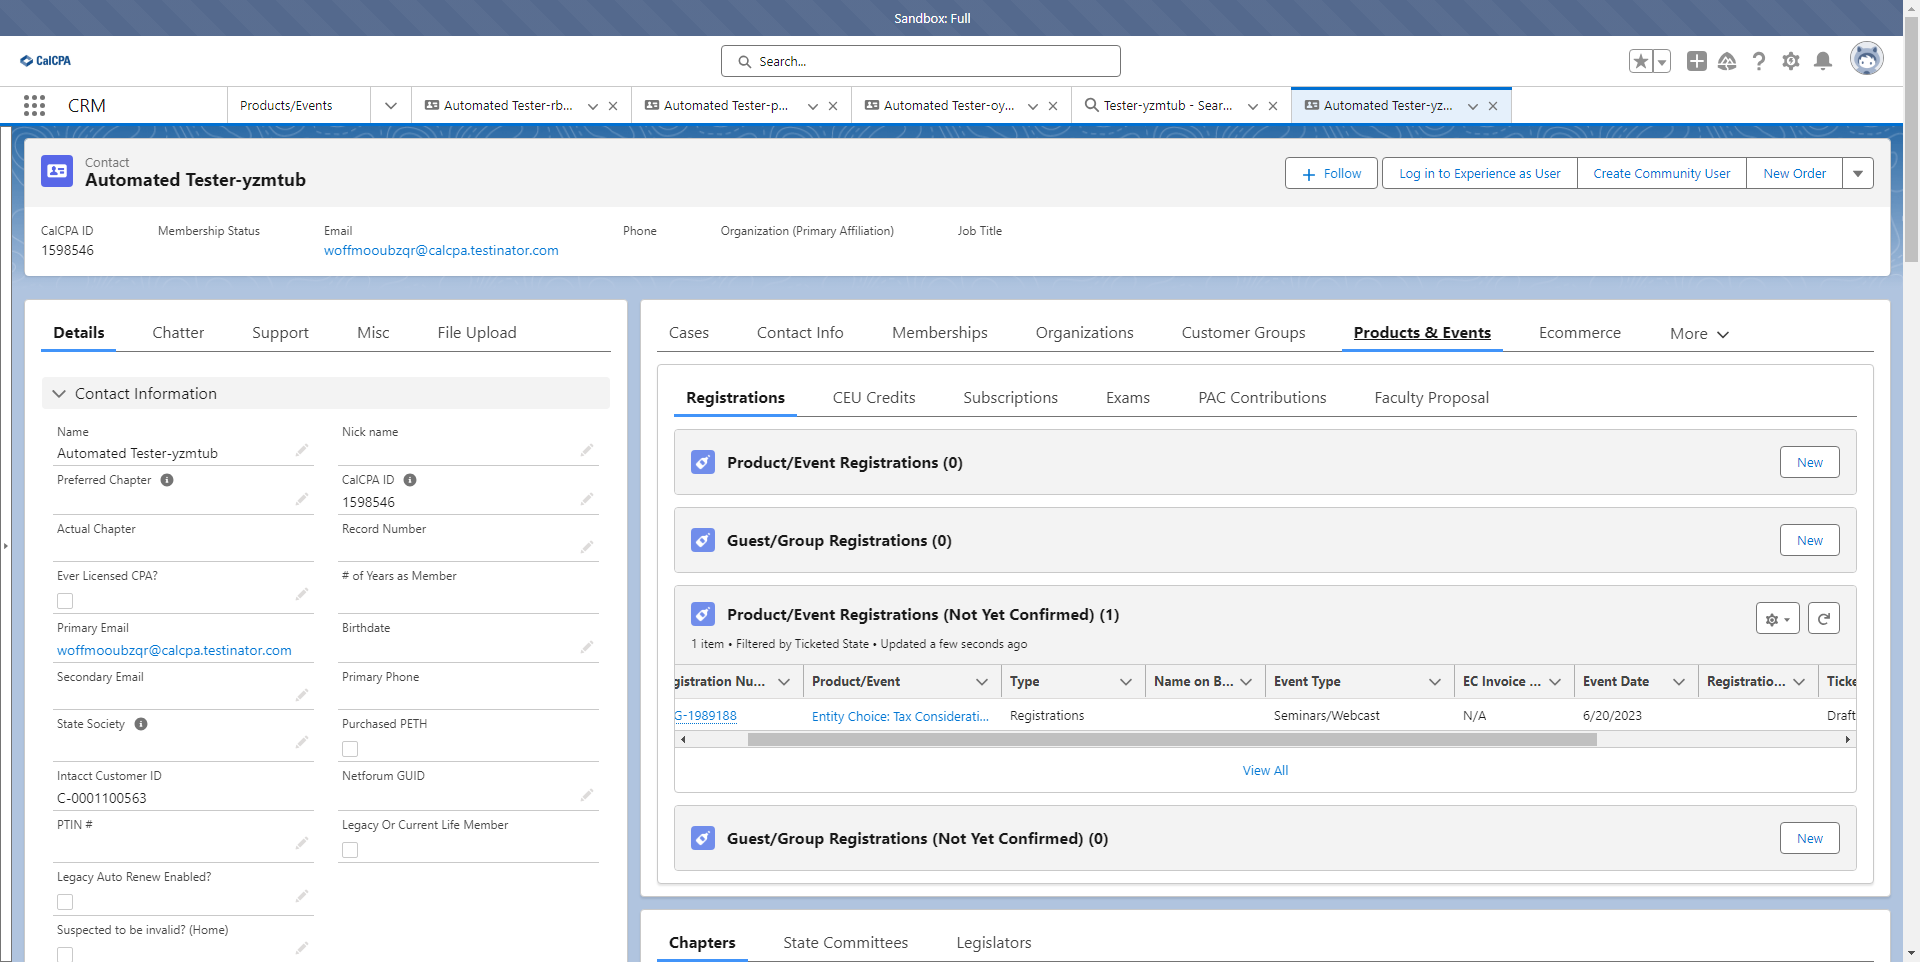 Sandbox: Full
CalCPA
Search...
CRM
Products/Events
Automated Tester-rb...
Automated Tester-p...
Automated Tester-oy...
Tester-yzmtub - Sear...
Automated Tester-yz...
Contact
Automated Tester-yzmtub
Follow
Log in to Experience as User
Create Community User
New Order
CalCPA ID
Membership Status
Email
Phone
Organization (Primary Affiliation)
Job Title
1598546
woffmooubzqr@calcpa.testinator.com
Details
Chatter
Support
Misc
File Upload
Contact Information
Name
Nick name
Automated Tester-yzmtub
Preferred Chapter
CalCPA ID
1598546
Actual Chapter
Record Number
Ever Licensed CPA?
# of Years as Member
Primary Email
Birthdate
woffmooubzqr@calcpa.testinator.com
Secondary Email
Primary Phone
State Society
Purchased PETH
Intacct Customer ID
Netforum GUID
C-0001100563
PTIN #
Legacy Or Current Life Member
Legacy Auto Renew Enabled?
Suspected to be invalid? (Home)
Cases
Contact Info
Memberships
Organizations
Customer Groups
Products & Events
Ecommerce
More
Registrations
CEU Credits
Subscriptions
Exams
PAC Contributions
Faculty Proposal
Product/Event Registrations (0)
New
Guest/Group Registrations (0)
New
Product/Event Registrations (Not Yet Confirmed) (1)
1 item • Filtered by Ticketed State • Updated a few seconds ago
gistration Nu...
Product/Event
Type
Name on B...
Event Type
EC Invoice ...
Event Date
Registratio...
Ticke
G-1989188
Entity Choice: Tax Considerati...
Registrations
Seminars/Webcast
N/A
6/20/2023
Draft
View All
Guest/Group Registrations (Not Yet Confirmed) (0)
New
Chapters
State Committees
Legislators